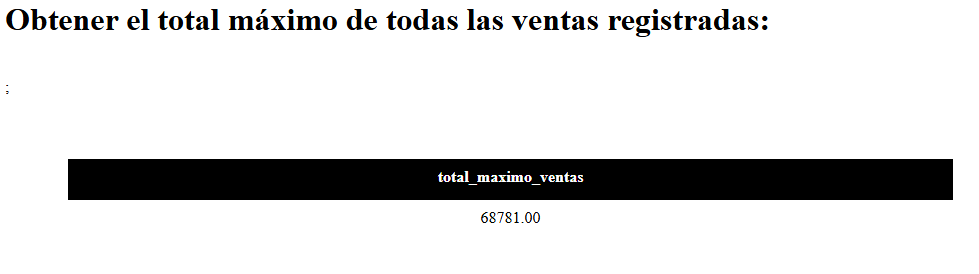 Obtener el total máximo de todas las ventas registradas:
;
total_maximo_ventas
68781.00